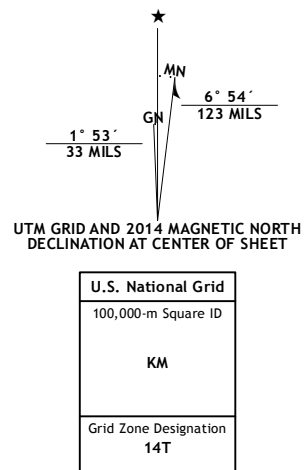 ★
MN
GN
6° 54´
123 MILS
1° 53´
33 MILS
UTM GRID AND 2014 MAGNETIC NORTH
DECLINATION AT CENTER OF SHEET
U.S. National Grid
100,000-m Square ID
KM
Grid Zone Designation
14T